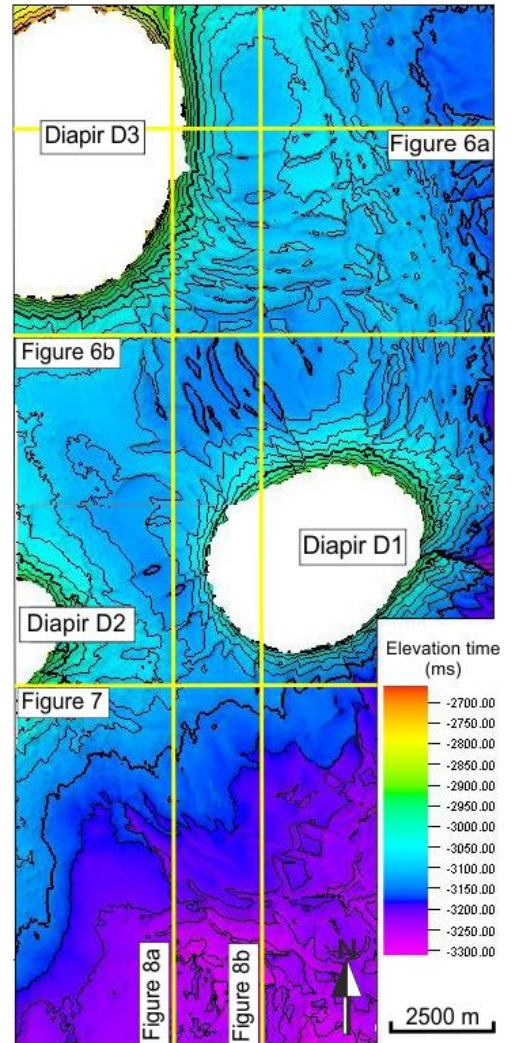 Diapir D3
Figure 6a
Figure 6b
Diapir D1
Diapir D2
Figure 7
Elevation time
(ms)
-2700.00
-2750.00
-2800.00
-2850.00
-2900.00
-2950.00
-3000.00
-3050.00
-3100.00
-3150.00
-3200.00
-3250.00
-3300.00
Figure 8a
Figure 8b
N
2500 m